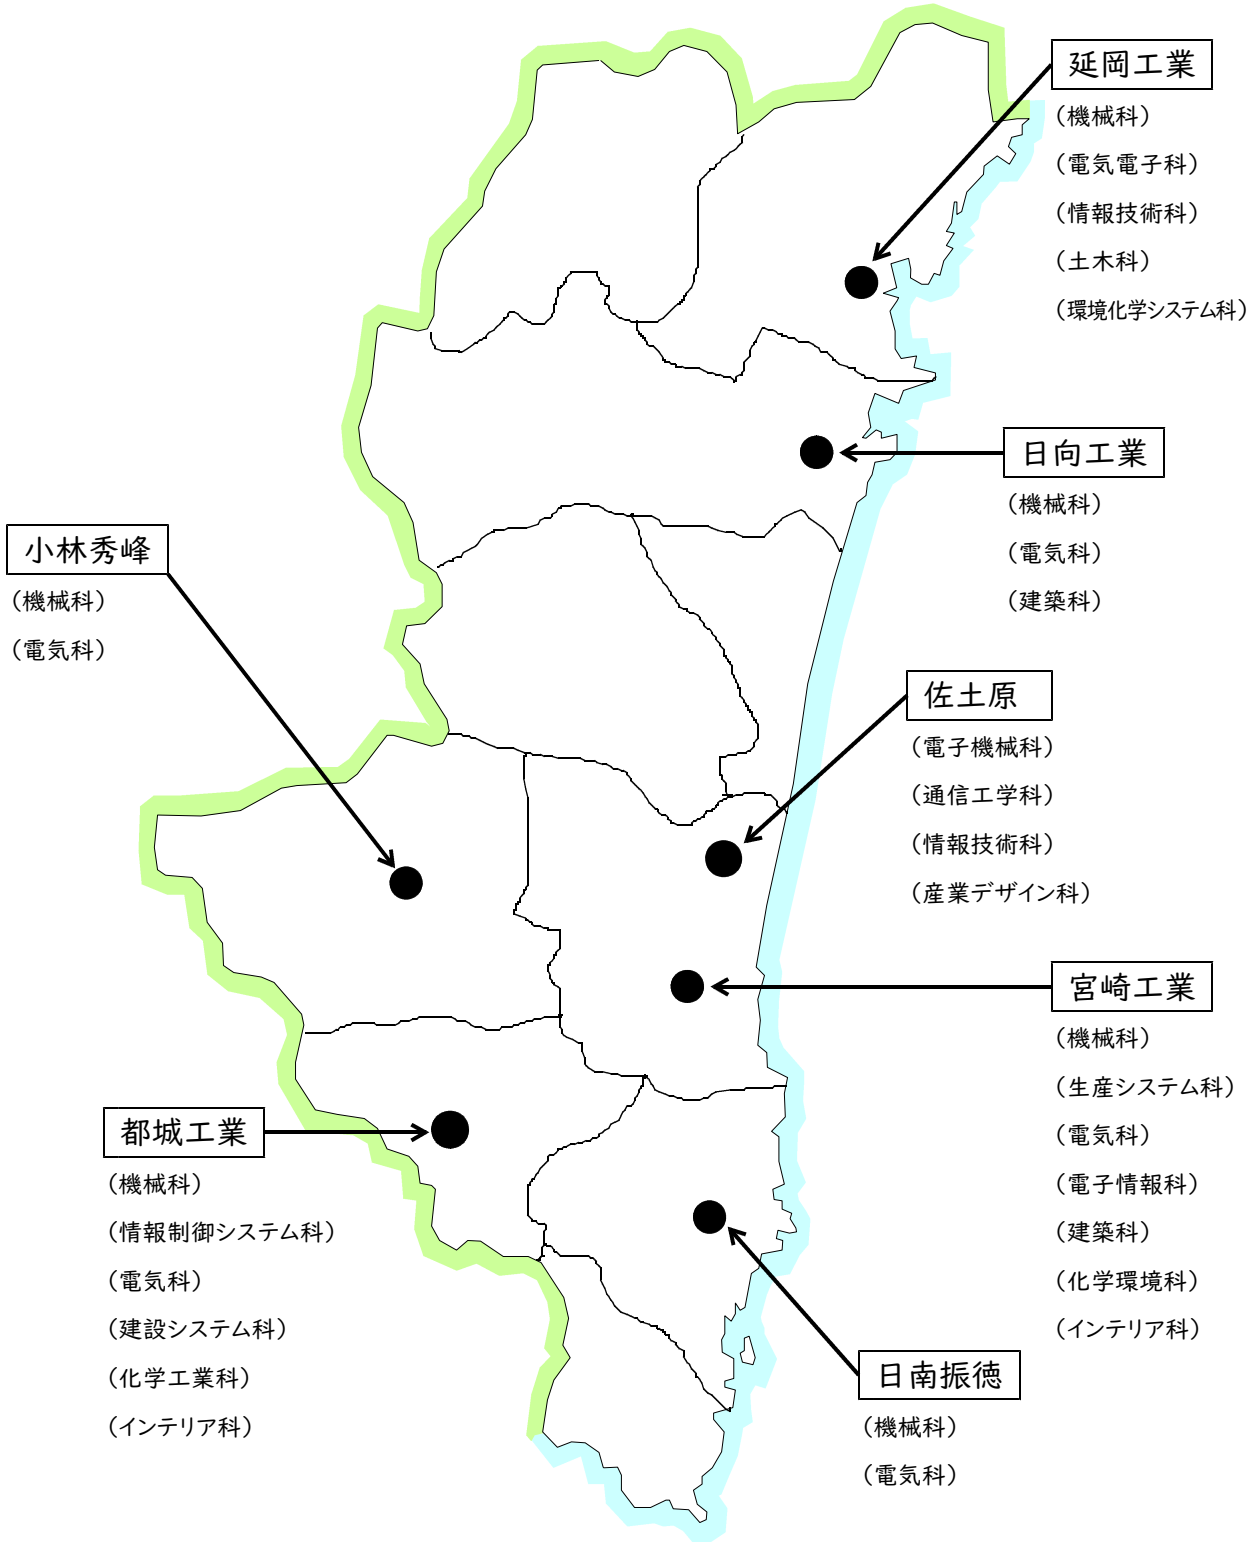 延岡工業
（機械科）
（電気電子科）
（情報技術科）
（土木科）
（環境化学システム科）
日向工業
（機械科）
（電気科）
（建築科）
小林秀峰
（機械科）
（電気科）
佐土原
（電子機械科）
（通信工学科）
（情報技術科）
（産業デザイン科）
宮崎工業
（機械科）
（生産システム科）
（電気科）
（電子情報科）
（建築科）
（化学環境科）
（インテリア科）
都城工業
（機械科）
（情報制御システム科）
（電気科）
（建設システム科）
（化学工業科）
（インテリア科）
日南振徳
（機械科）
（電気科）